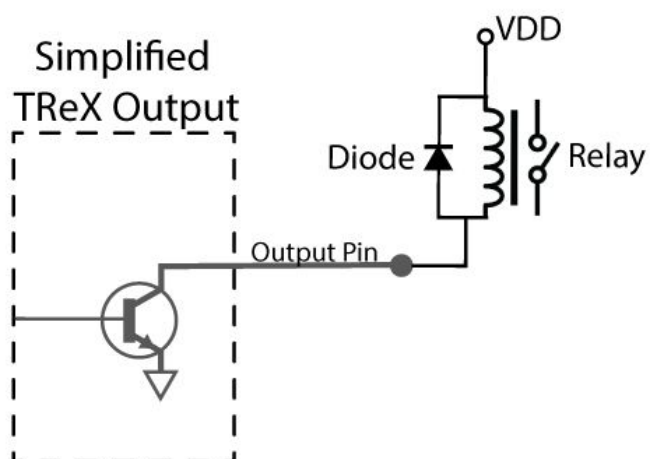 Simplified
TReX Output
VDD
Diode
Relay
Output Pin